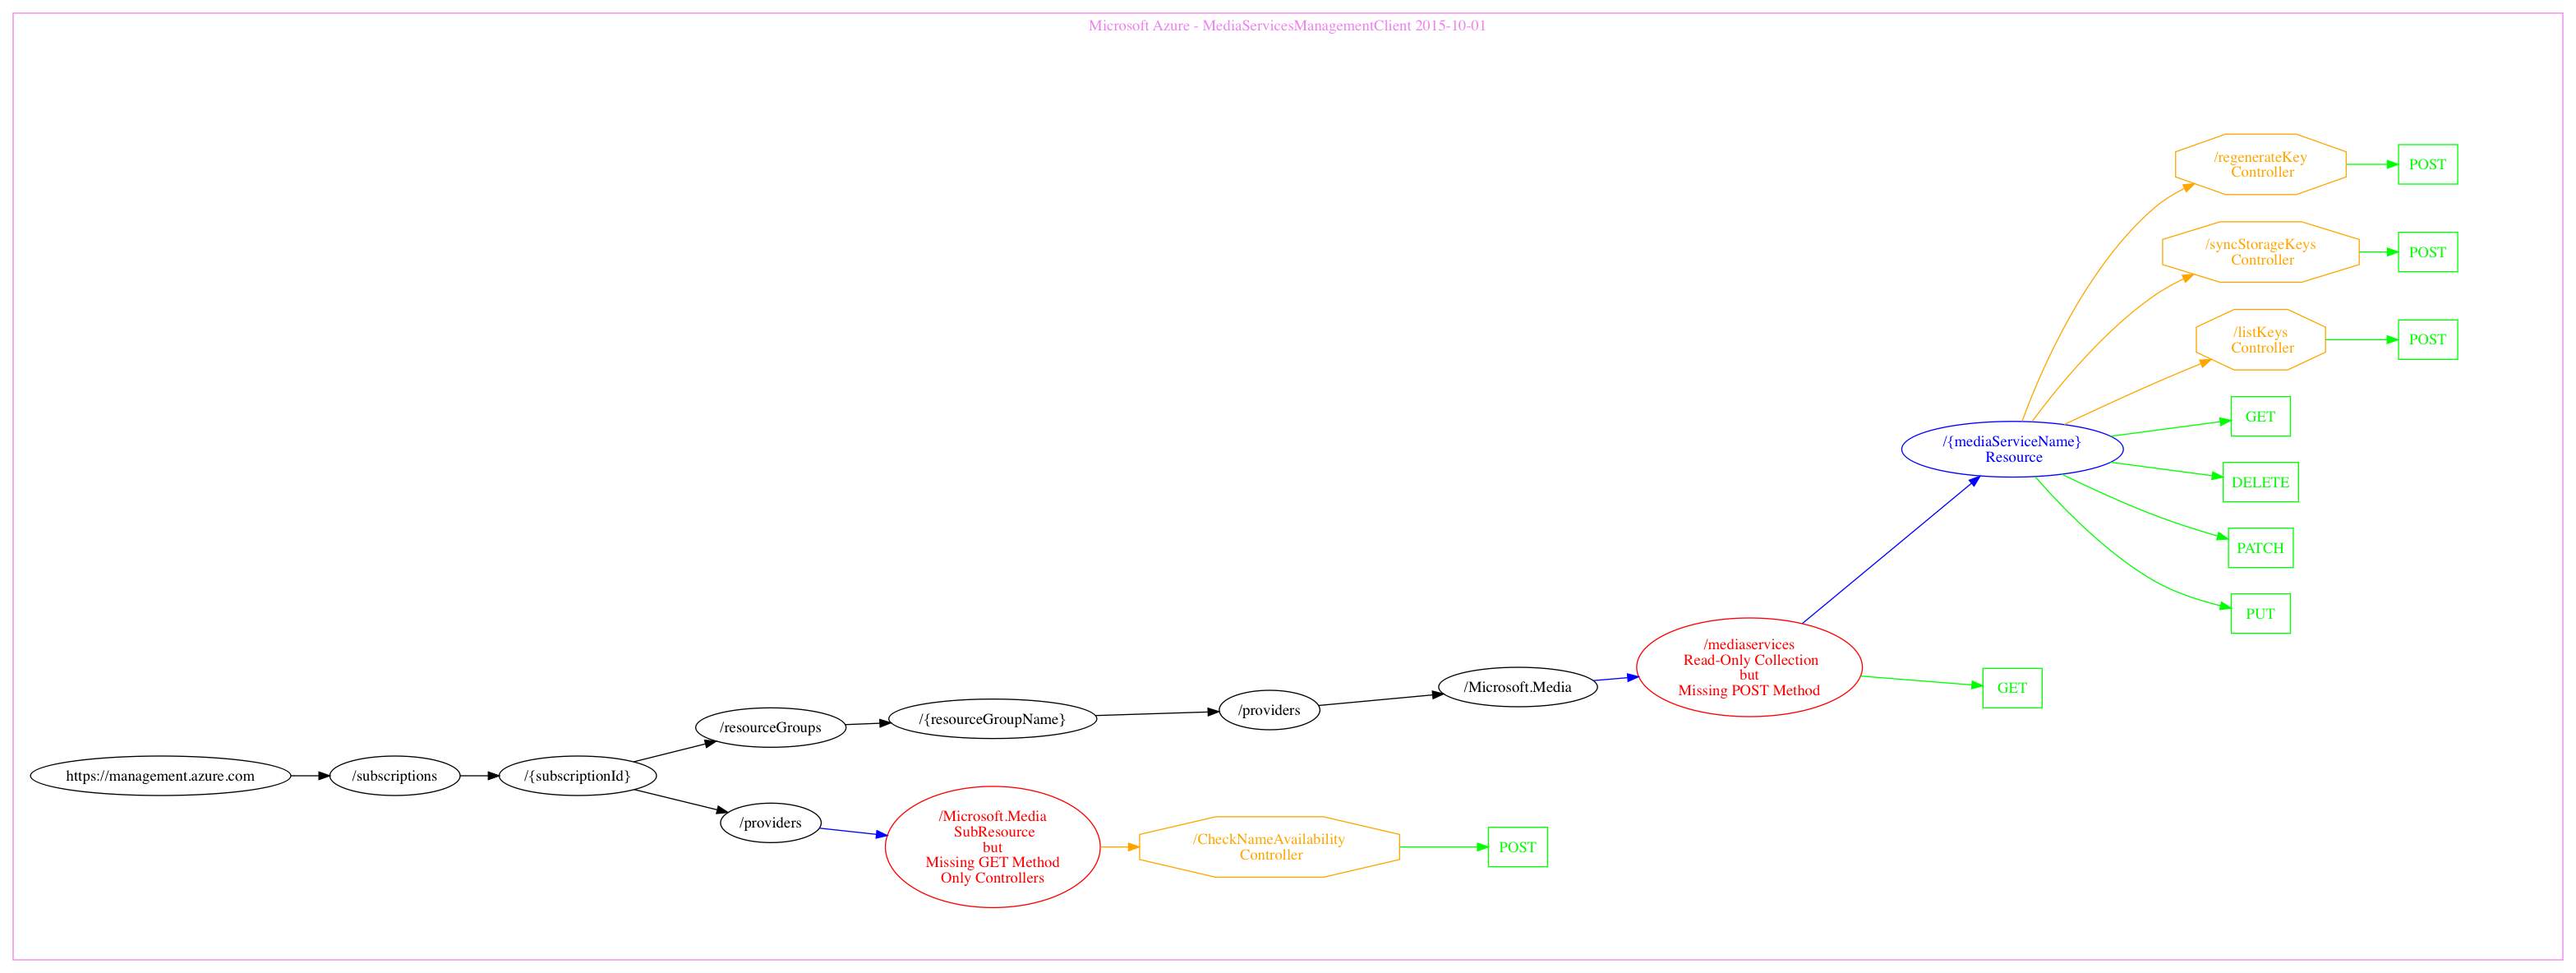 Microsoft Azure - MediaServicesManagementClient 2015-10-01
/regenerateKey
Controller
POST
/syncStorageKeys
Controller
POST
/listKeys
Controller
POST
GET
/{mediaServiceName}
Resource
DELETE
PATCH
PUT
/mediaservices
Read-Only Collection
but
Missing POST Method
GET
/Microsoft.Media
/providers
/{resourceGroupName}
/resourceGroups
https://management.azure.com
/subscriptions
/{subscriptionId}
/providers
/Microsoft.Media
SubResource
but
Missing GET Method
Only Controllers
/CheckNameAvailability
Controller
POST